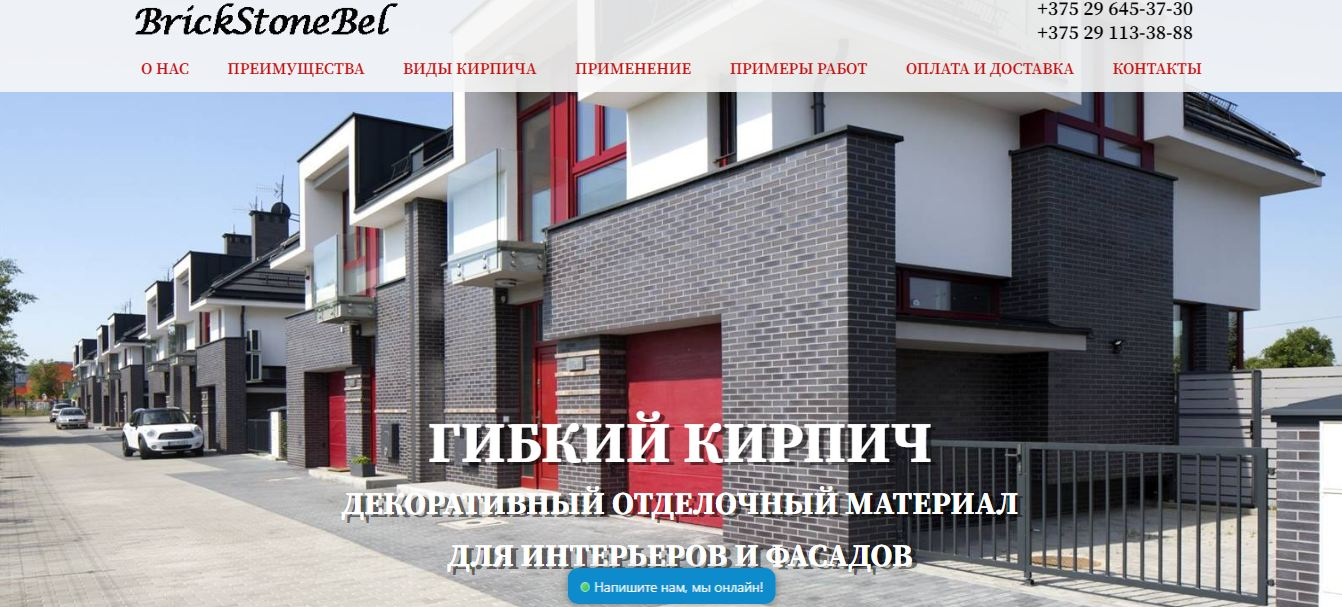 BrickStoneBel
+375 29 645-37-30
+375 29 113-38-88
О НАС ПРЕИМУЩЕСТВА ВИДЫ КИРПИЧА ПРИМЕНЕНИЕ ПРИМЕРЫ РАБОТ ОПЛАТА И ДОСТАВКА КОНТАКТЫ
ГИБКИЙ КИРПИЧ
ДЕКОРАТИВНЫЙ ОТДЕЛОЧНЫЙ МАТЕРИАЛ
ДЛЯ ИНТЕРЬЕРОВ И ФАСАДОВ
Напишите нам, мы онлайн!